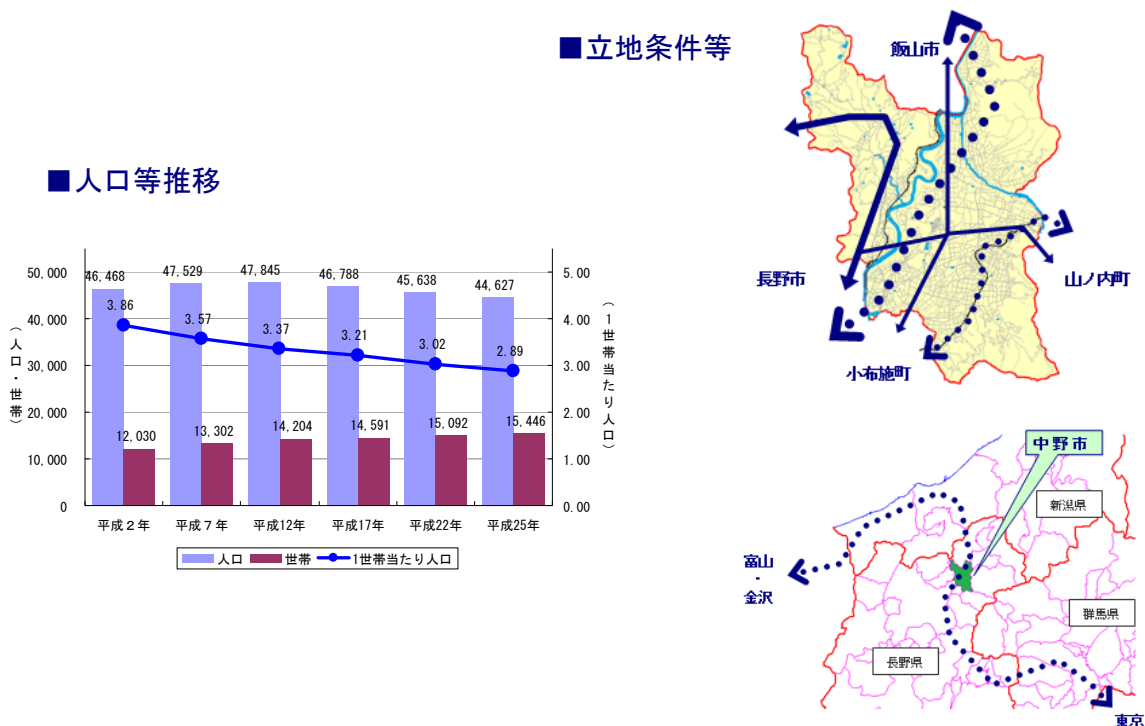 ■立地条件等
飯山市
長野市
山ノ内町
小布施町
■人口等推移
(人口・世帯)
50,000
40,000
30,000
20,000
10,000
0
46,468
47,529
47,845
46,788
45,638
44,627
3.86
3.57
3.37
3.21
3.02
2.89
12,030
13,302
14,204
14,591
15,092
15,446
5.00
4.00
3.00
2.00
1.00
0.00
(1世帯当たり人口)
平成2年
平成7年
平成12年
平成17年
平成22年
平成25年
人口
世帯
1世帯当たり人口
中野市
新潟県
富山
・
金沢
群馬県
長野県
東京